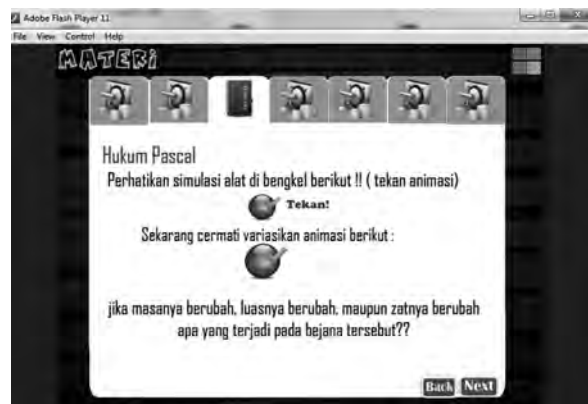 Adobe Flash Player 11
File View Control Help
MATERi
Hukum Pascal
Perhatikan simulasi alat di bengkel berikut !! ( tekan animasi)
Tekan!
Sekarang cermati variasikan animasi berikut :
jika masanya berubah, luasnya berubah, maupun zatnya berubah
apa yang terjadi pada bejana tersebut??
Back Next